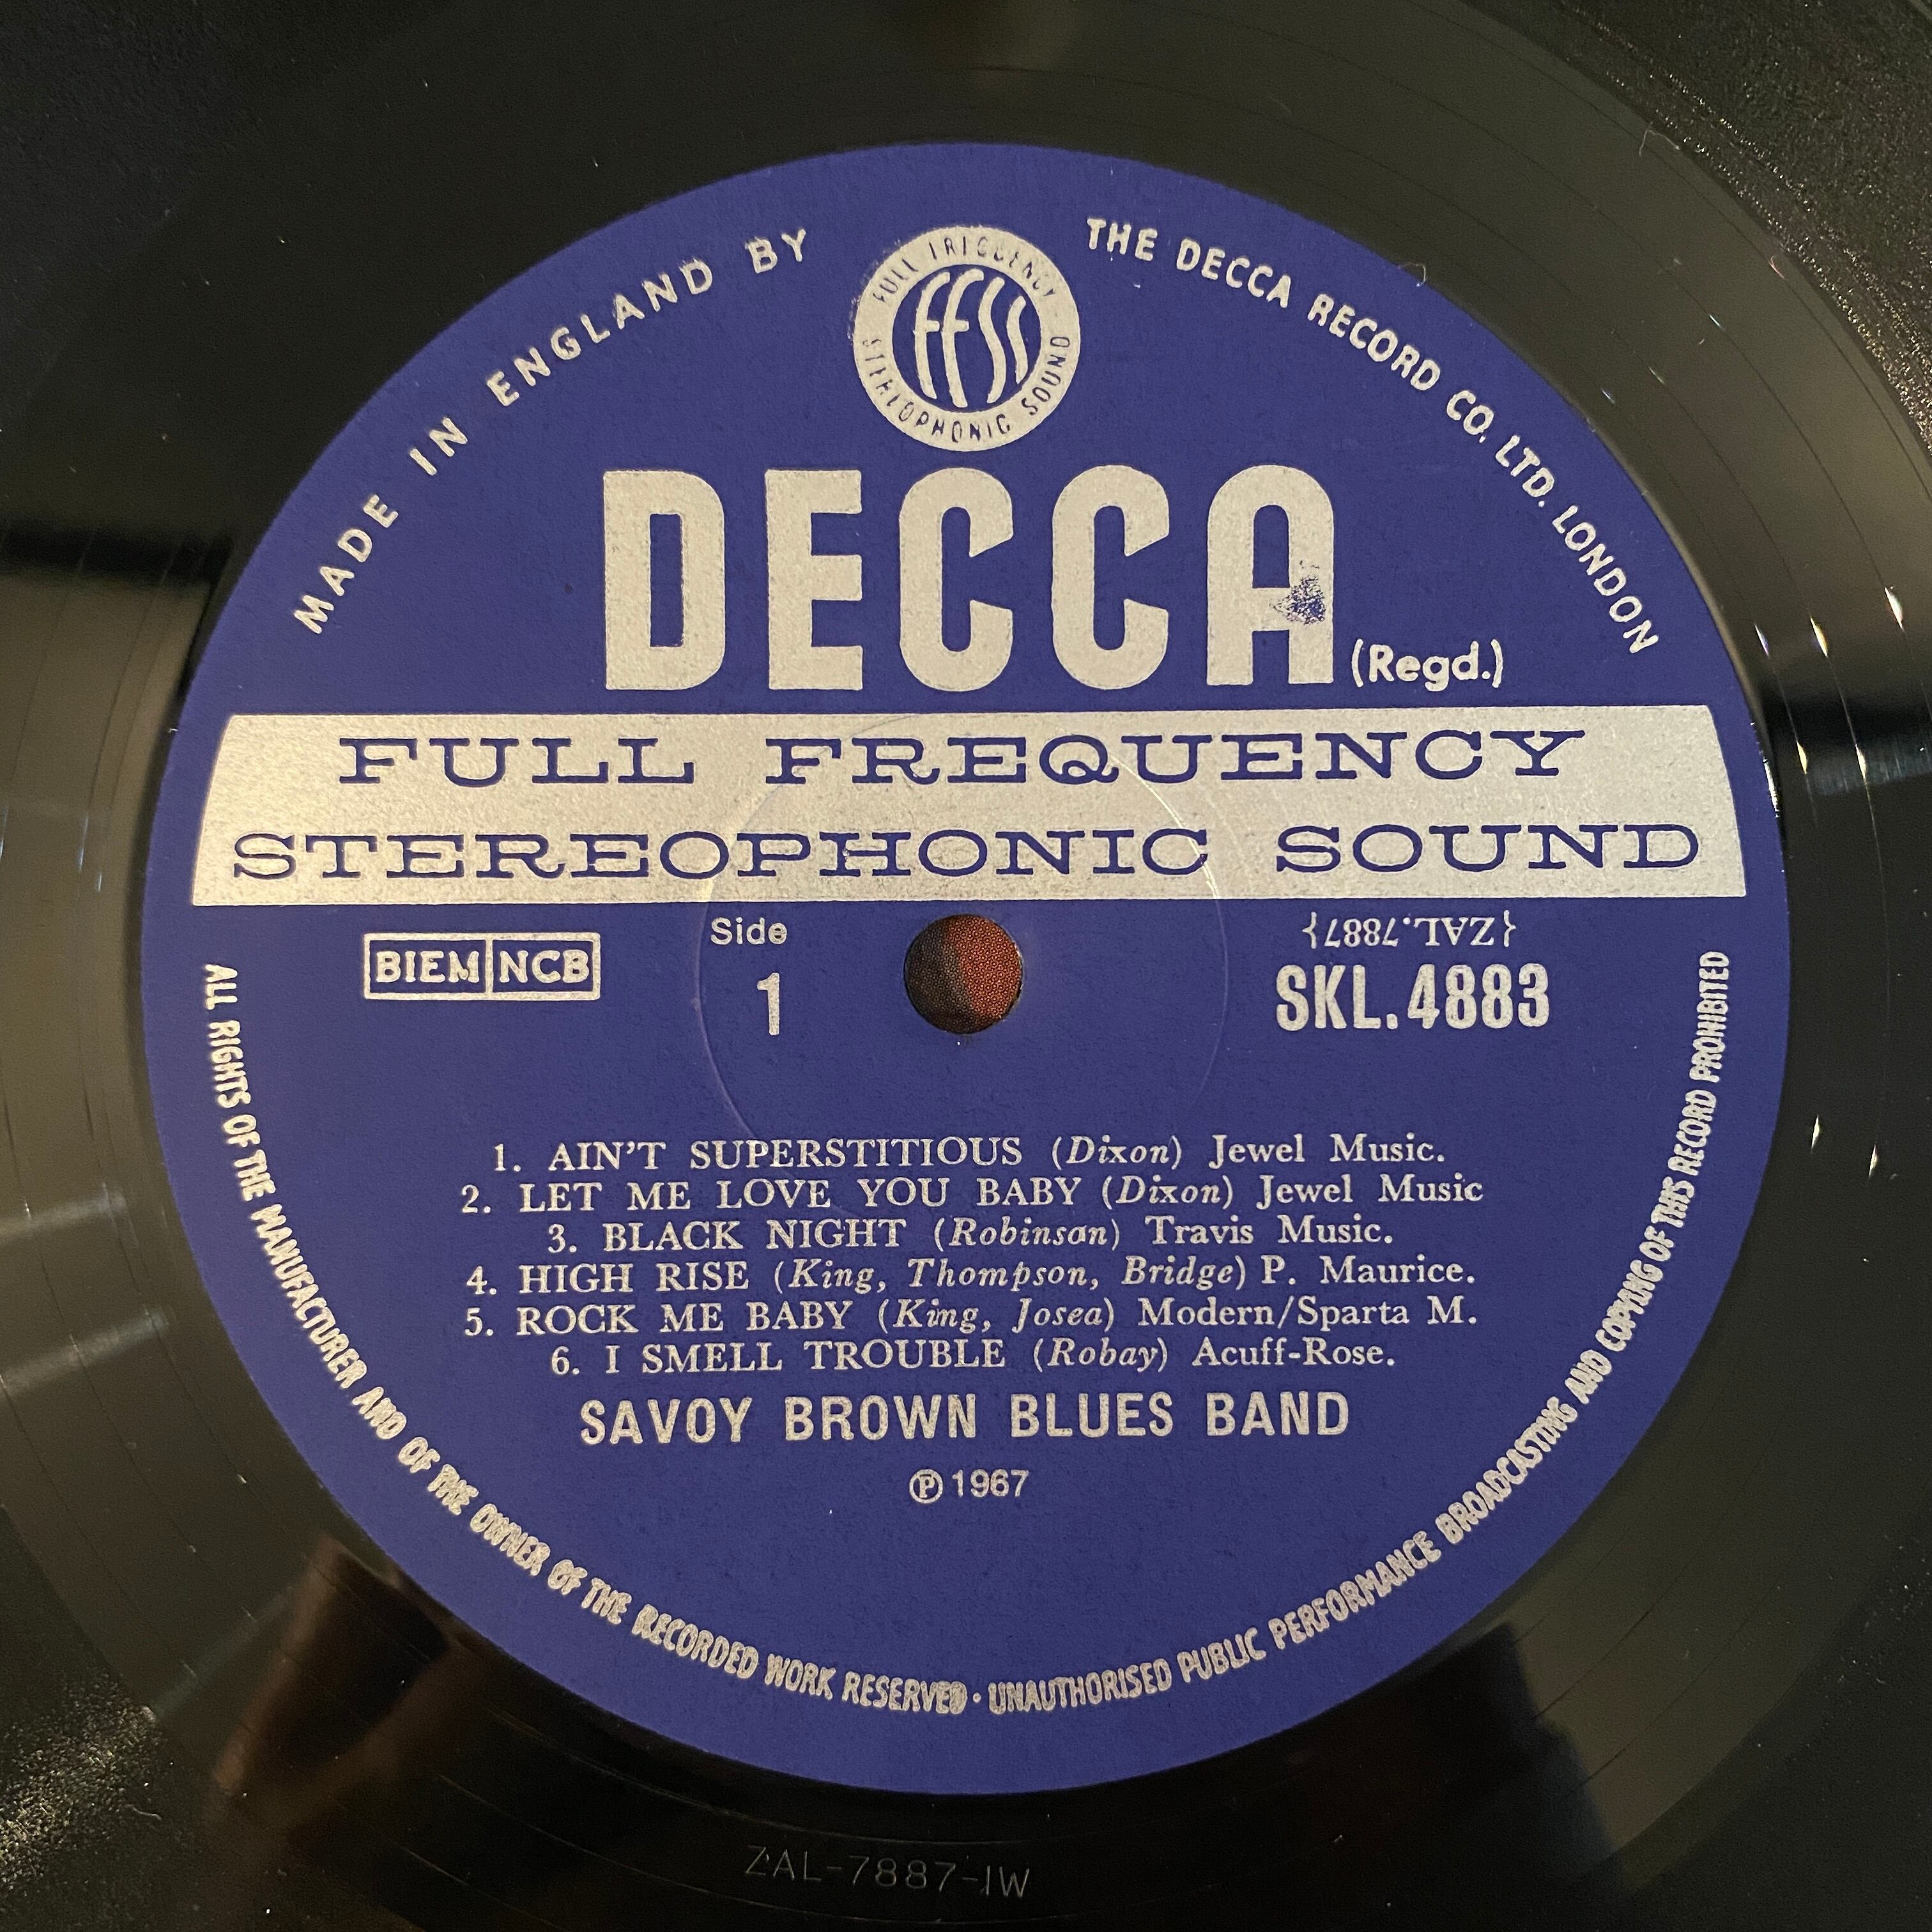 MADE IN ENGLAND BY
THE DECCA RECORD CO. LTD. LONDON
FULL FREQUENCY
FFSS
STEREOPHONIC SOUND
DECCA (Regd.)
FULL FREQUENCY
STEREOPHONIC SOUND
BIEM NCB
Side
1
{ZAL.7887}
SKL.4883
1. AIN'T SUPERSTITIOUS (Dixon) Jewel Music.
2. LET ME LOVE YOU BABY (Dixon) Jewel Music
3. BLACK NIGHT (Robinson) Travis Music.
4. HIGH RISE (King, Thompson, Bridge) P. Maurice.
5. ROCK ME BABY (King, Josea) Modern/Sparta M.
6. I SMELL TROUBLE (Robay) Acuff-Rose.
SAVOY BROWN BLUES BAND
Ⓟ 1967
ALL RIGHTS OF THE MANUFACTURER AND OF THE OWNER OF THE RECORDED WORK RESERVED · UNAUTHORISED PUBLIC PERFORMANCE BROADCASTING AND COPYING OF THIS RECORD PROHIBITED
ZAL-7887-1W